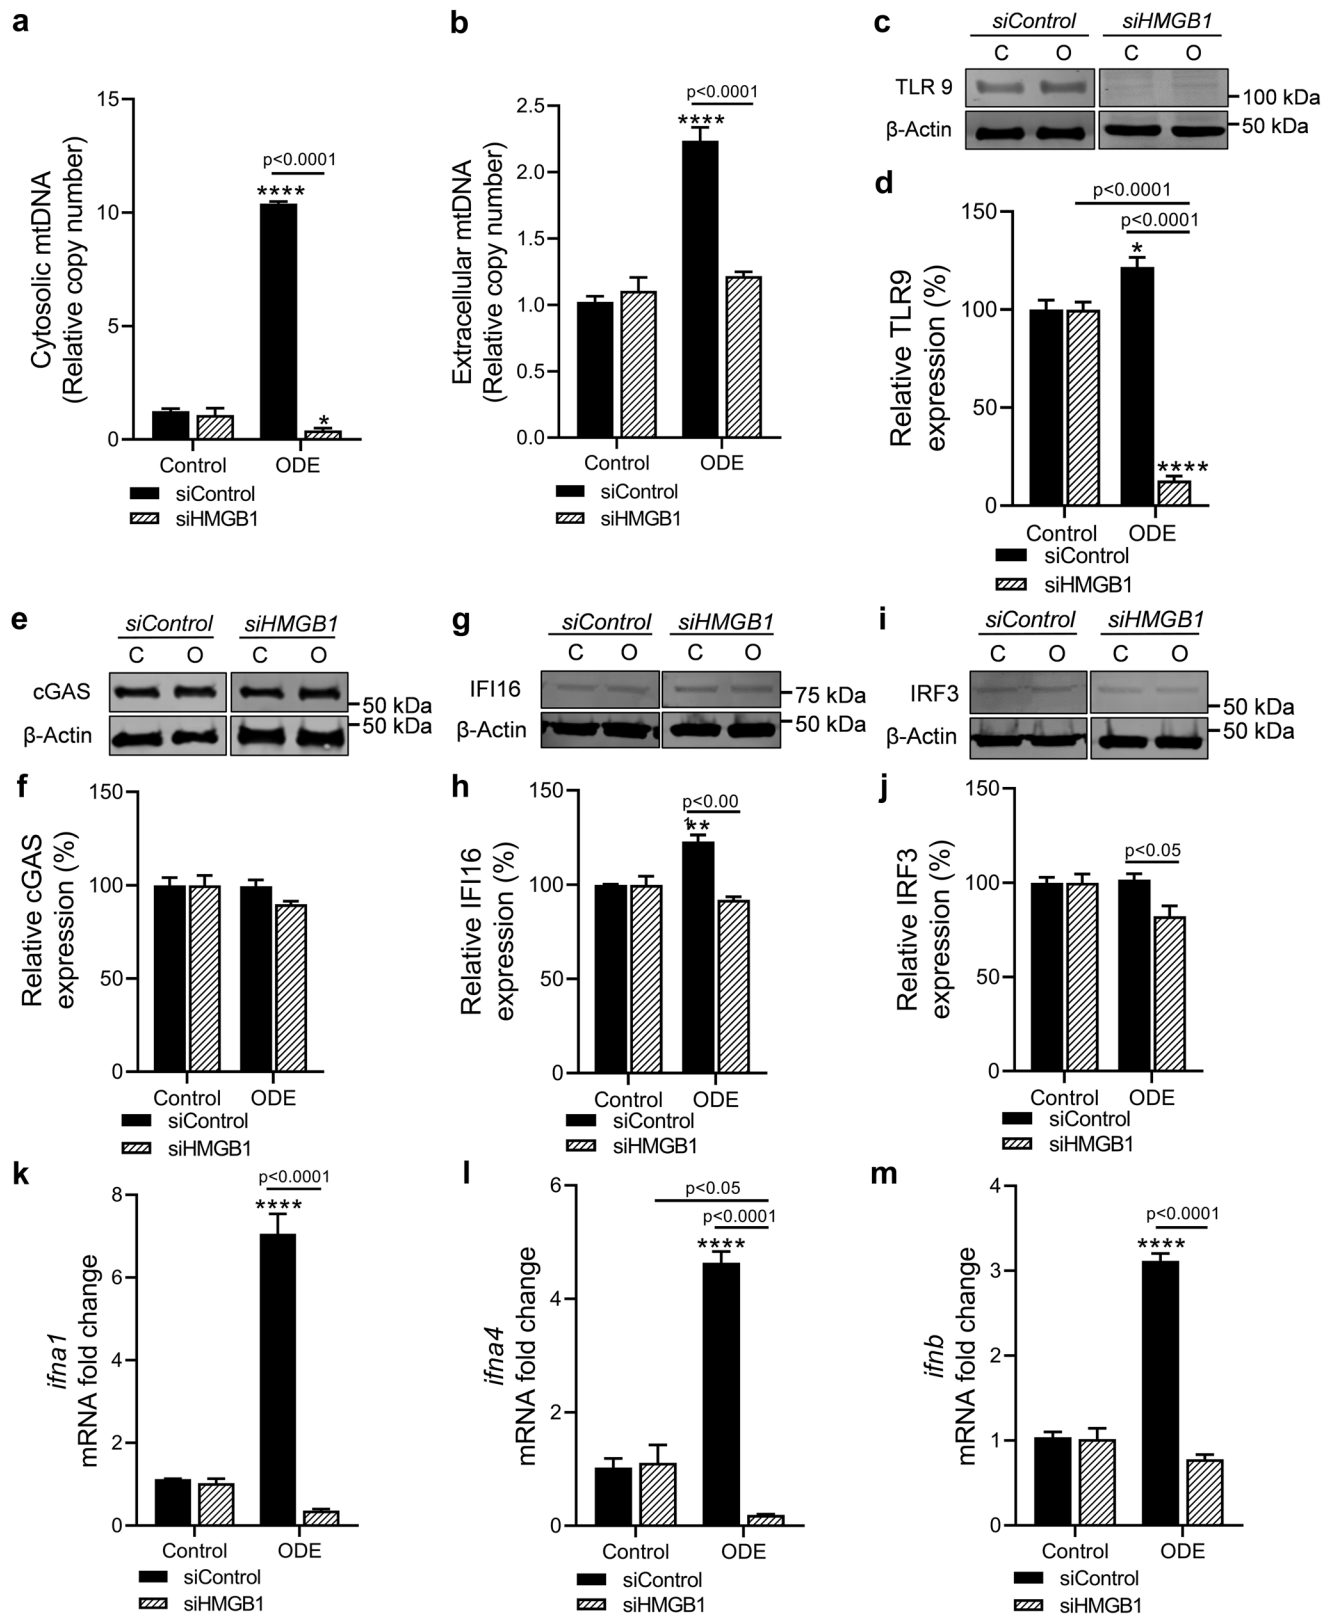 a
Cytosolic mtDNA
(Relative copy number)
15
10
5
0
p<0.0001
****
*
Control
ODE
siControl
siHMGB1
b
Extracellular mtDNA
(Relative copy number)
2.5
2.0
1.5
1.0
0.5
0.0
p<0.0001
****
Control
ODE
siControl
siHMGB1
c
siControl
siHMGB1
C
O
C
O
TLR 9
100 kDa
β-Actin
50 kDa
d
Relative TLR9
expression (%)
150
100
50
0
p<0.0001
p<0.0001
*
****
Control
ODE
siControl
siHMGB1
e
siControl
siHMGB1
C
O
C
O
cGAS
50 kDa
β-Actin
50 kDa
g
siControl
siHMGB1
C
O
C
O
IFI16
75 kDa
β-Actin
50 kDa
i
siControl
siHMGB1
C
O
C
O
IRF3
50 kDa
β-Actin
50 kDa
f
Relative cGAS
expression (%)
150
100
50
0
Control
ODE
siControl
siHMGB1
h
Relative IFI16
expression (%)
150
100
50
0
p<0.00
1
**
Control
ODE
siControl
siHMGB1
j
Relative IRF3
expression (%)
150
100
50
0
p<0.05
Control
ODE
siControl
siHMGB1
k
ifna1
mRNA fold change
8
6
4
2
0
p<0.0001
****
Control
ODE
siControl
siHMGB1
l
ifna4
mRNA fold change
6
4
2
0
p<0.05
p<0.0001
****
Control
ODE
siControl
siHMGB1
m
ifnb
mRNA fold change
4
3
2
1
0
p<0.0001
****
Control
ODE
siControl
siHMGB1